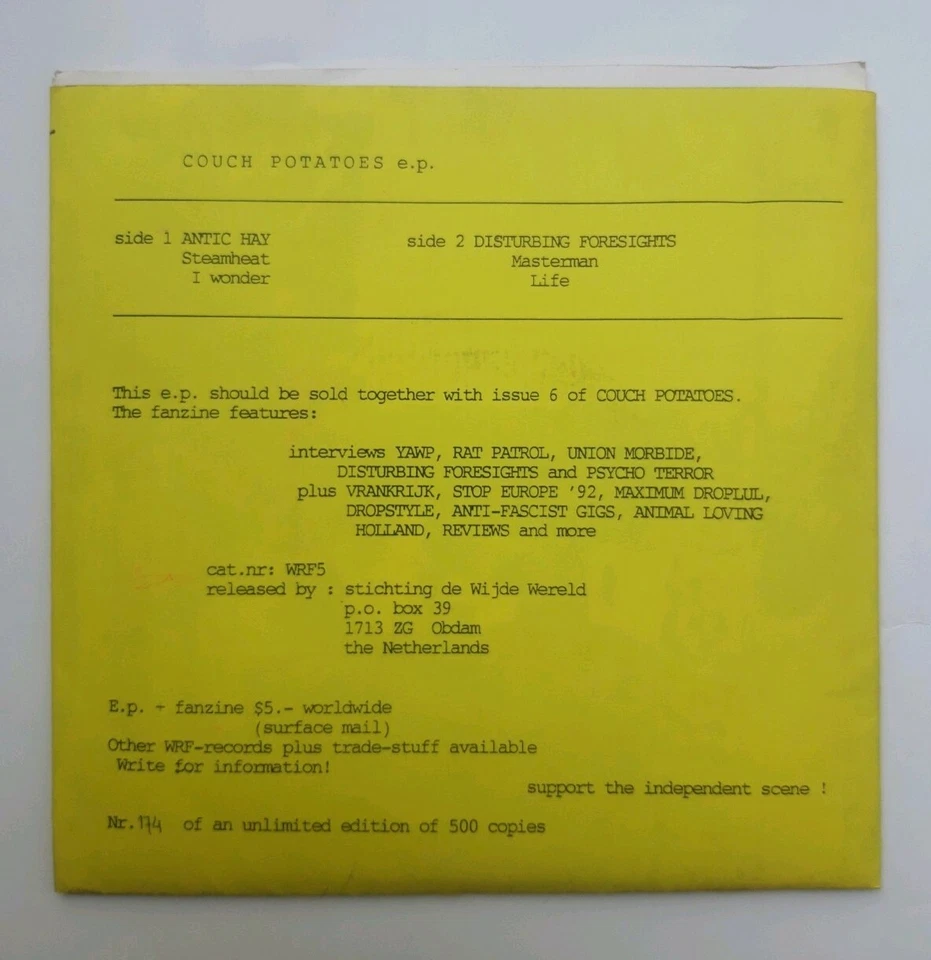 COUCH POTATOES e.p.
side 1 ANTIC HAY
Steamheat
I wonder
side 2 DISTURBING FORESIGHTS
Masterman
Life
This e.p. should be sold together with issue 6 of COUCH POTATOES.
The fanzine features:
interviews YAWP, RAT PATROL, UNION MORBIDE,
DISTURBING FORESIGHTS and PSYCHO TERROR
plus VRANKRIJK, STOP EUROPE '92, MAXIMUM DROPLUL,
DROPSTYLE, ANTI-FASCIST GIGS, ANIMAL LOVING
HOLLAND, REVIEWS and more
cat.nr: WRF5
released by : stichting de Wijde Wereld
p.o. box 39
1713 ZG Obdam
the Netherlands
E.p. + fanzine $5.- worldwide
(surface mail)
Other WRF-records plus trade-stuff available
Write for information!
support the independent scene !
Nr.174 of an unlimited edition of 500 copies